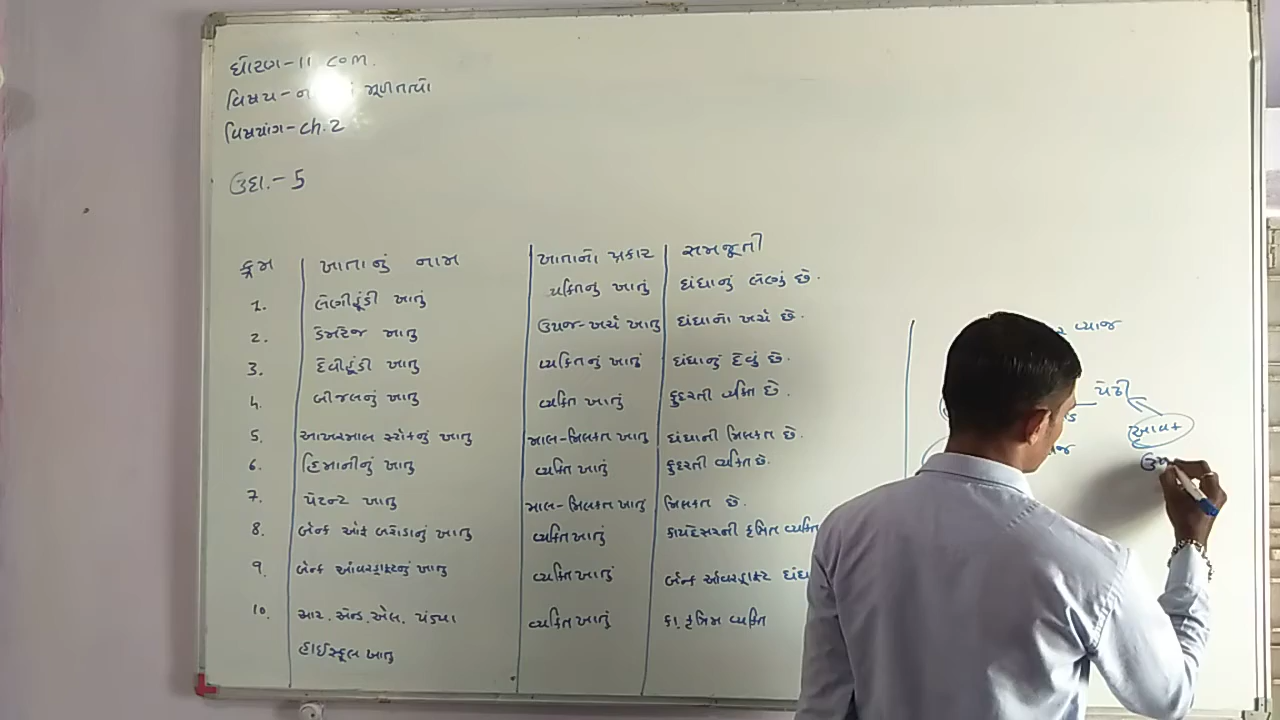 ધોરણ-૧૧ com.
વિષય- ના મૂળતત્વો
વિષયાંગ-ch.2
ઉદા.-5
ક્રમ ખાતાનું નામ ખાતાનો પ્રકાર સમજૂતી
1. લેણીહૂંડી ખાતું વ્યક્તિનું ખાતું ધંધાનું લેણું છે.
2. ડેમરેજ ખાતુ ઉપજ-ખર્ચ ખાતુ ધંધાનો ખર્ચ છે.
3. દેવીહૂંડી ખાતુ વ્યક્તિનું ખાતું ધંધાનું દેવું છે.
4. બીજલનું ખાતુ વ્યક્તિ ખાતું કુદરતી વ્યક્તિ છે.
5. આખરમાલ સ્ટોકનું ખાતુ માલ-મિલકત ખાતુ ધંધાની મિલકત છે.
6. હિમાનીનું ખાતુ વ્યક્તિ ખાતું કુદરતી વ્યક્તિ છે.
7. પેટન્ટ ખાતુ માલ-મિલકત ખાતુ મિલકત છે.
8. બેન્ક ઓફ બરોડાનું ખાતુ વ્યક્તિ ખાતું કાયદેસરની કૃત્રિમ વ્યક્તિ
9. બેન્ક ઓવરડ્રાફ્ટનું ખાતુ વ્યક્તિ ખાતું બેન્ક ઓવરડ્રાફ્ટ ધંધા
10. આર. એન્ડ. એલ. પંડ્યા વ્યક્તિ ખાતું કા. કૃત્રિમ વ્યક્તિ
હાઈસ્કૂલ ખાતુ
વ્યાજ
પેઢી
આવક
ઉપ